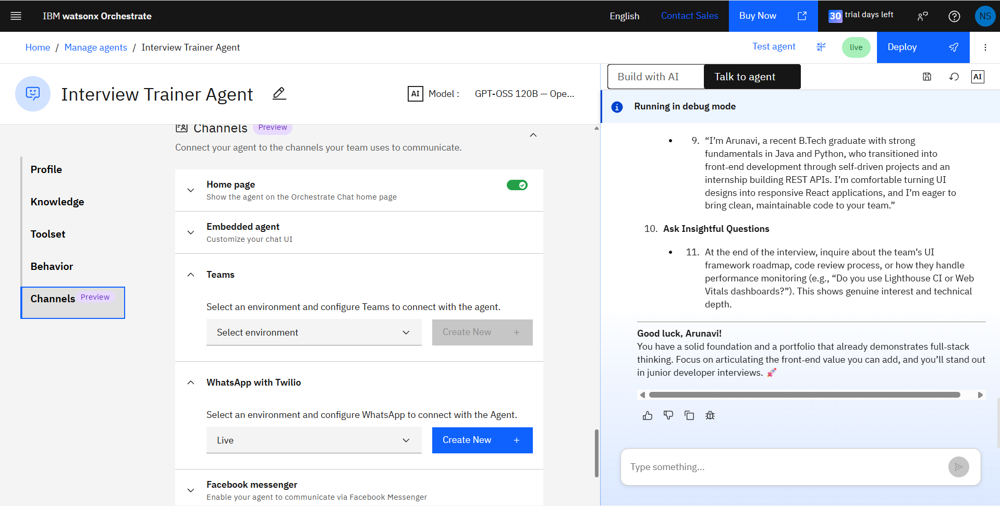 IBM watsonx Orchestrate
English
Contact Sales
Buy Now
30 trial days left
NS
Home / Manage agents / Interview Trainer Agent
Test agent
live
Deploy
Interview Trainer Agent
AI Model :
GPT-OSS 120B — Ope...
Profile
Knowledge
Toolset
Behavior
Channels Preview
Channels Preview
Connect your agent to the channels your team uses to communicate.
Home page
Show the agent on the Orchestrate Chat home page
Embedded agent
Customize your chat UI
Teams
Select an environment and configure Teams to connect with the agent.
Select environment
Create New +
WhatsApp with Twilio
Select an environment and configure WhatsApp to connect with the Agent.
Live
Create New +
Facebook messenger
Enable your agent to communicate via Facebook Messenger
Build with AI
Talk to agent
AI
Running in debug mode
• 9. “I’m Arunavi, a recent B.Tech graduate with strong
fundamentals in Java and Python, who transitioned into
front-end development through self-driven projects and an
internship building REST APIs. I’m comfortable turning UI
designs into responsive React applications, and I’m eager to
bring clean, maintainable code to your team.”
10. Ask Insightful Questions
• 11. At the end of the interview, inquire about the team’s UI
framework roadmap, code review process, or how they handle
performance monitoring (e.g., “Do you use Lighthouse CI or Web
Vitals dashboards?”). This shows genuine interest and technical
depth.
Good luck, Arunavi!
You have a solid foundation and a portfolio that already demonstrates full-stack
thinking. Focus on articulating the front-end value you can add, and you’ll stand out
in junior developer interviews. 🚀
Type something...